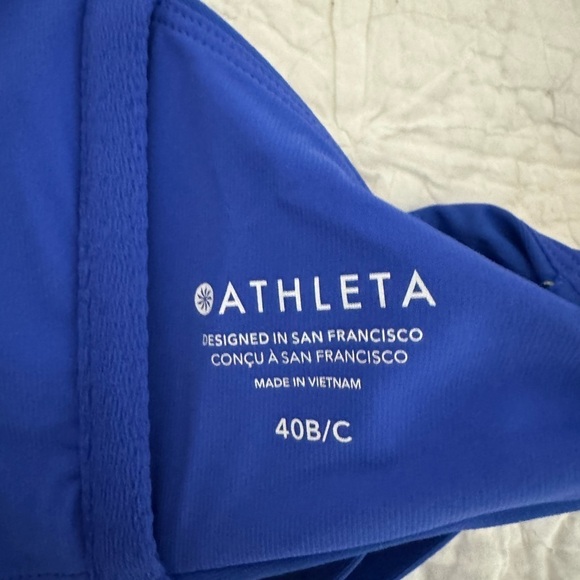 ATHLETA
DESIGNED IN SAN FRANCISCO
CONÇU À SAN FRANCISCO
MADE IN VIETNAM
40B/C